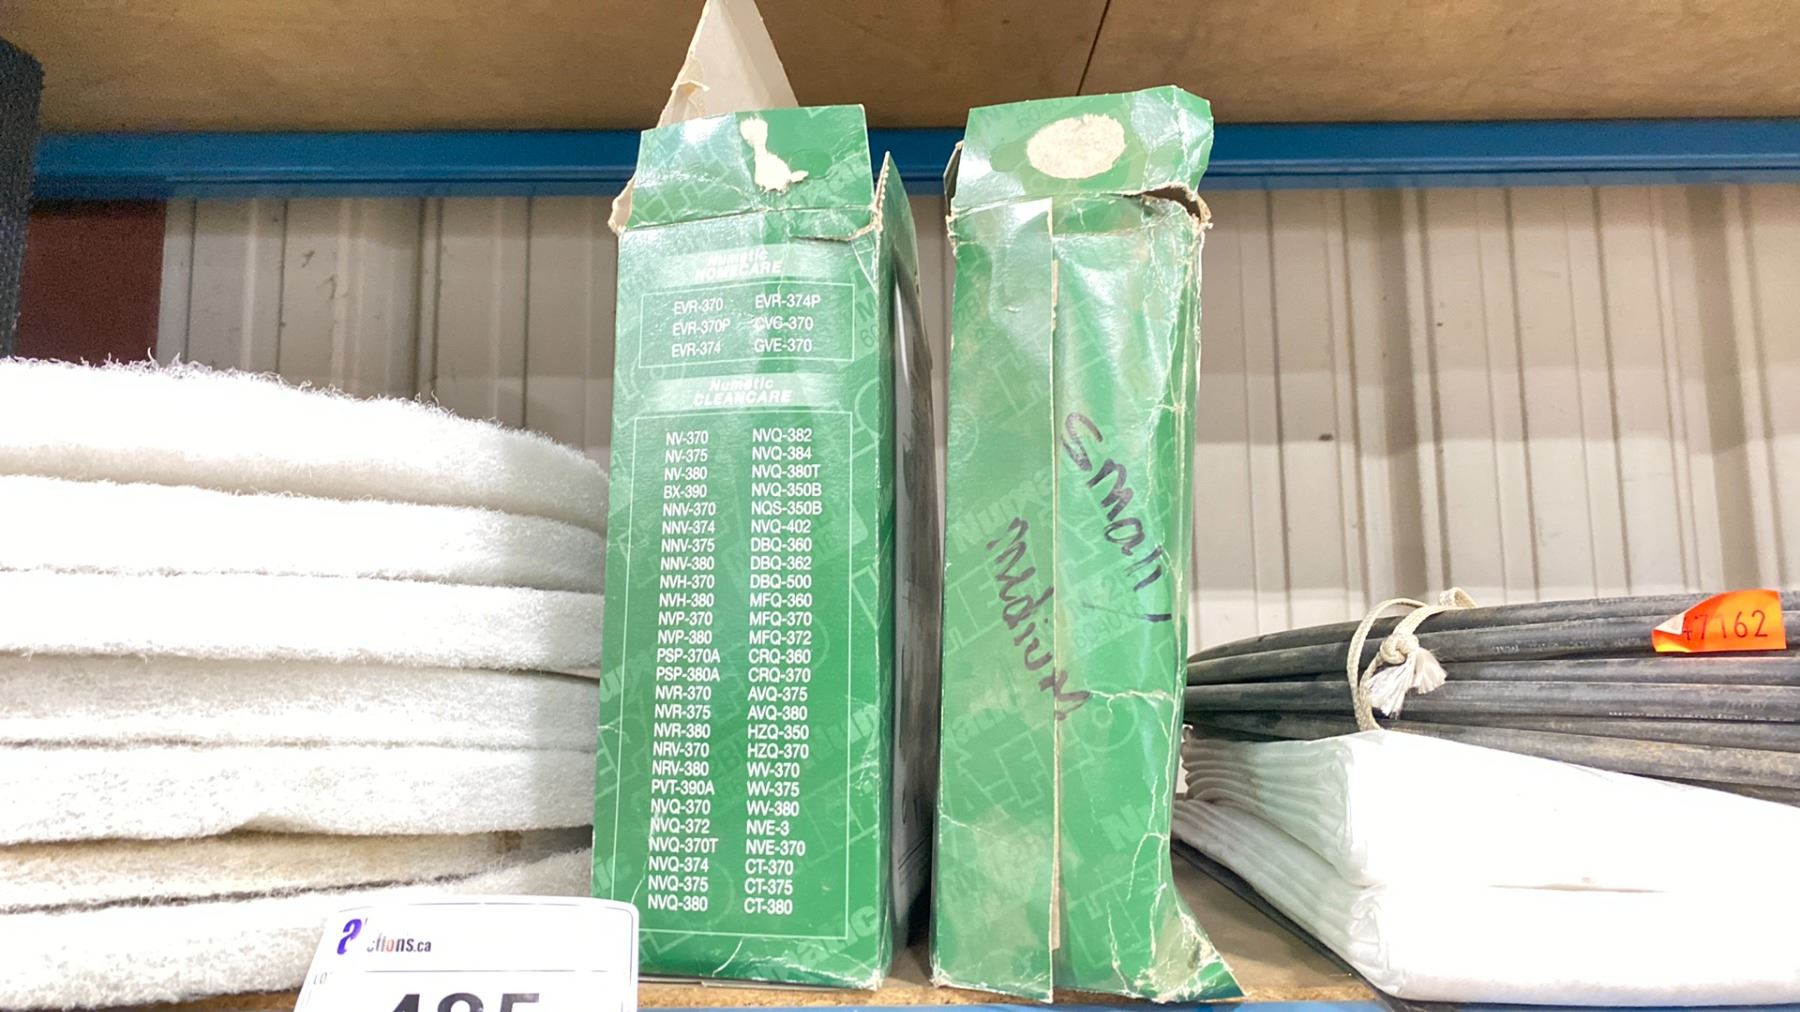 Numatic
HOMECARE
EVR-370 EVR-374P
EVR-370P CVC-370
EVR-374 GVE-370
Numatic
CLEANCARE
NV-370 NVQ-382
NV-375 NVQ-384
NV-380 NVQ-380T
BX-390 NVQ-350B
NNV-370 NQS-350B
NNV-374 NVQ-402
NNV-375 DBQ-360
NNV-380 DBQ-362
NVH-370 DBQ-500
NVH-380 MFQ-360
NVP-370 MFQ-370
NVP-380 MFQ-372
PSP-370A CRQ-360
PSP-380A CRQ-370
NVR-370 AVQ-375
NVR-375 AVQ-380
NVR-380 HZQ-350
NRV-370 HZQ-370
NRV-380 WV-370
PVT-390A WV-375
NVQ-370 WV-380
NVQ-372 NVE-3
NVQ-370T NVE-370
NVQ-374 CT-370
NVQ-375 CT-375
NVQ-380 CT-380
Small/
Medium
47162
ctions.ca
485